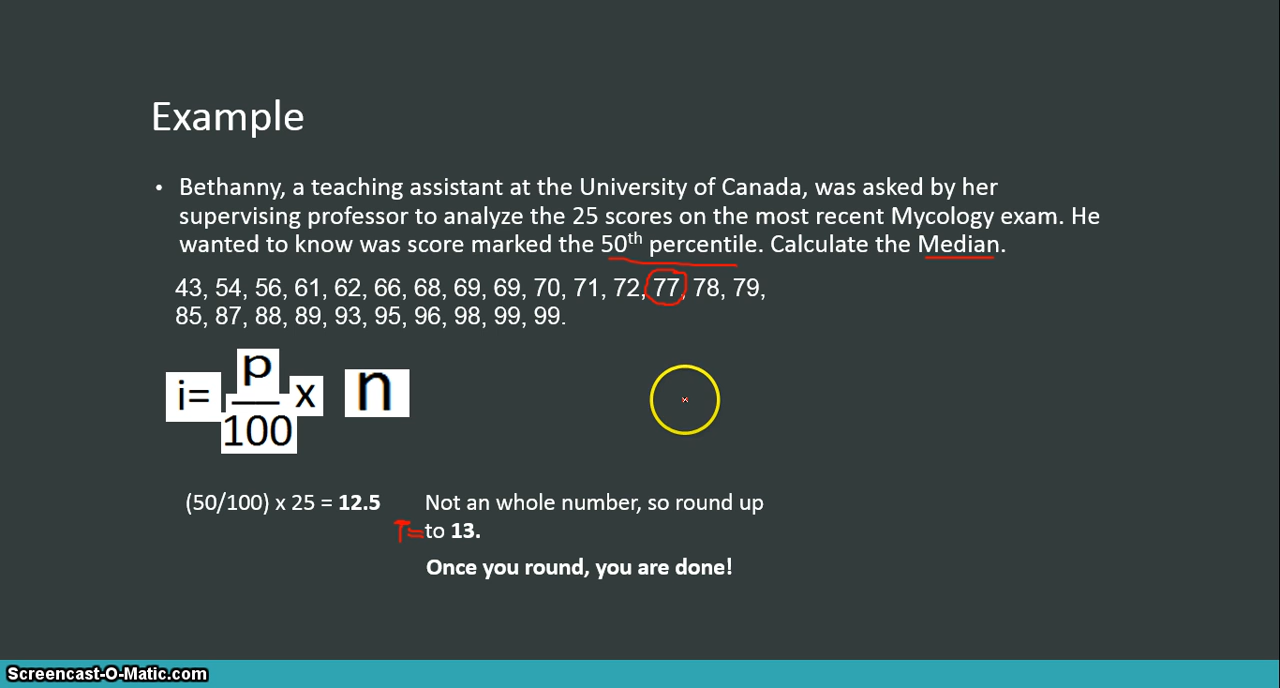 Example
• Bethanny, a teaching assistant at the University of Canada, was asked by her
supervising professor to analyze the 25 scores on the most recent Mycology exam. He
wanted to know was score marked the 50th percentile. Calculate the Median.
43, 54, 56, 61, 62, 66, 68, 69, 69, 70, 71, 72, 77, 78, 79,
85, 87, 88, 89, 93, 95, 96, 98, 99, 99.
i= p/100 x n
(50/100) x 25 = 12.5 Not an whole number, so round up
to 13.
Once you round, you are done!
Screencast-O-Matic.com